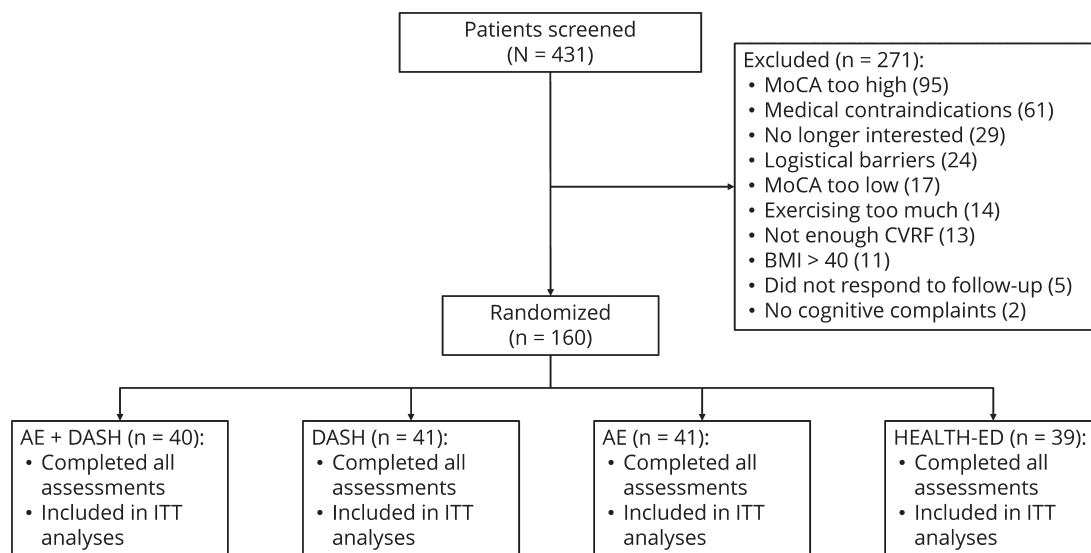 Patients screened
(N = 431)
Excluded (n = 271):
• MoCA too high (95)
• Medical contraindications (61)
• No longer interested (29)
• Logistical barriers (24)
• MoCA too low (17)
• Exercising too much (14)
• Not enough CVRF (13)
• BMI > 40 (11)
• Did not respond to follow-up (5)
• No cognitive complaints (2)
Randomized
(n = 160)
AE + DASH (n = 40):
• Completed all
assessments
• Included in ITT
analyses
DASH (n = 41):
• Completed all
assessments
• Included in ITT
analyses
AE (n = 41):
• Completed all
assessments
• Included in ITT
analyses
HEALTH-ED (n = 39):
• Completed all
assessments
• Included in ITT
analyses